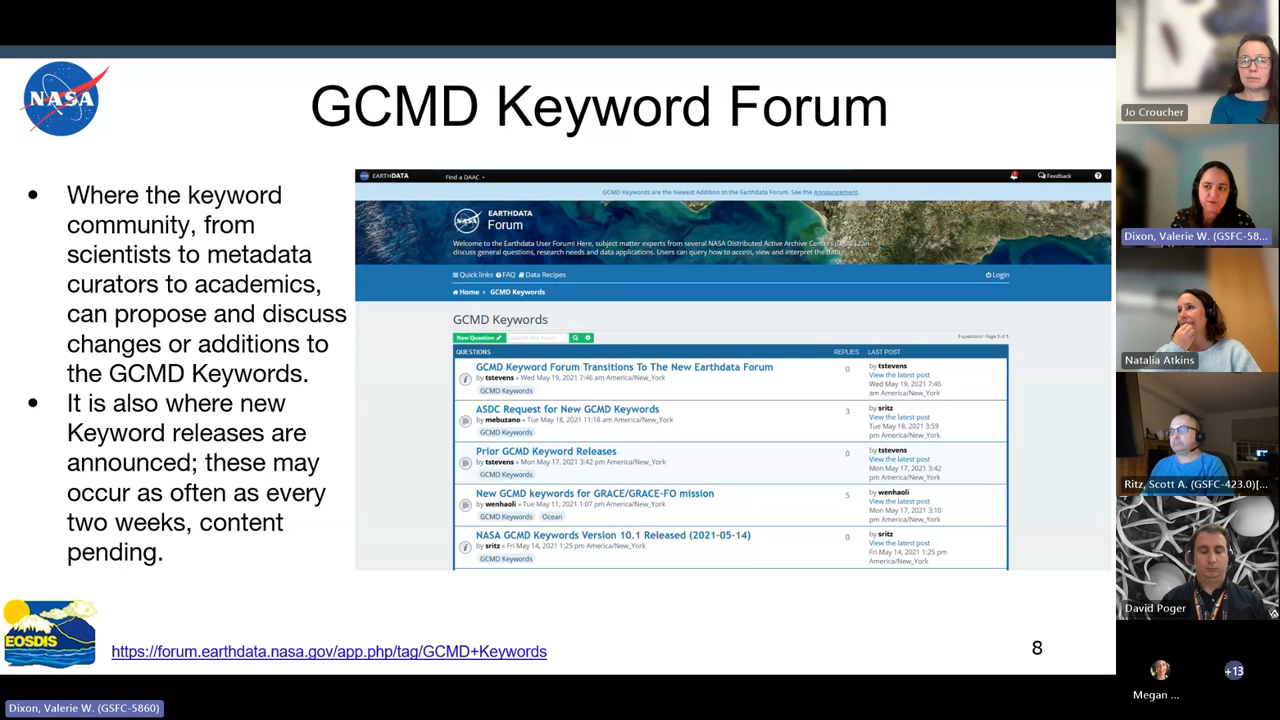 NASA
GCMD Keyword Forum
Where the keyword
community, from
scientists to metadata
curators to academics,
can propose and discuss
changes or additions to
the GCMD Keywords.
It is also where new
Keyword releases are
announced; these may
occur as often as every
two weeks, content
pending.
EARTHDATA
Find a DAAC
Feedback
GCMD Keywords are the Newest Addition to the Earthdata Forum. See the Announcement.
NASA
EARTHDATA
Forum
Welcome to the Earthdata User Forum! Here, subject matter experts from several NASA Distributed Active Archive Centers
discuss general questions, research needs and data applications. Users can query how to access, view and interpret the data.
Quick links FAQ Data Recipes
Login
Home < GCMD Keywords
GCMD Keywords
New Question
Search this forum...
QUESTIONS REPLIES LAST POST
GCMD Keyword Forum Transitions To The New Earthdata Forum
by tstevens » Wed May 19, 2021 7:46 am America/New_York
GCMD Keywords
0
by tstevens
View the latest post
Wed May 19, 2021 7:46
am America/New_York
ASDC Request for New GCMD Keywords
by mebuzano » Tue May 18, 2021 11:18 am America/New_York
GCMD Keywords
3
by sritz
View the latest post
Tue May 18, 2021 3:59
pm America/New_York
Prior GCMD Keyword Releases
by tstevens » Mon May 17, 2021 3:42 pm America/New_York
GCMD Keywords
0
by tstevens
View the latest post
Mon May 17, 2021 3:42
pm America/New_York
New GCMD keywords for GRACE/GRACE-FO mission
by wenhaoli » Tue May 11, 2021 1:07 pm America/New_York
GCMD Keywords Ocean
5
by wenhaoli
View the latest post
Mon May 17, 2021 3:10
pm America/New_York
NASA GCMD Keywords Version 10.1 Released (2021-05-14)
by sritz » Fri May 14, 2021 1:25 pm America/New_York
GCMD Keywords
0
by sritz
View the latest post
Fri May 14, 2021 1:25 pm
America/New_York
EOSDIS
https://forum.earthdata.nasa.gov/app.php/tag/GCMD+Keywords
8
Dixon, Valerie W. (GSFC-5860)
Jo Croucher
Dixon, Valerie W. (GSFC-58...
Natalia Atkins
Ritz, Scott A. (GSFC-423.0)[...
David Poger
Megan ...
+13